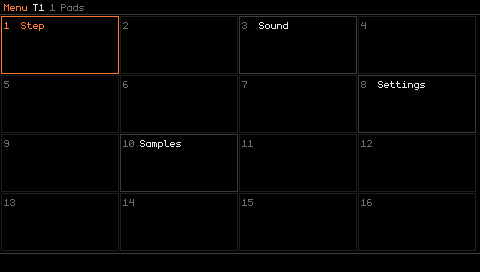 Menu T1 1 Pads
1 Step 2 3 Sound 4
5 6 7 8 Settings
9 10 Samples 11 12
13 14 15 16